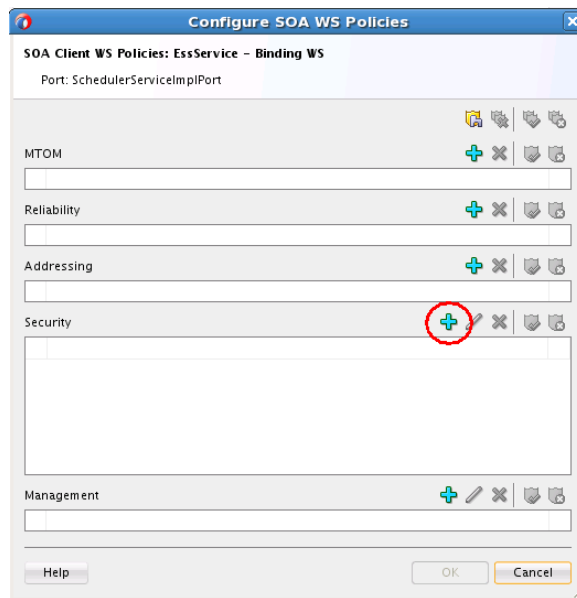 Configure SOA WS Policies
SOA Client WS Policies: EssService – Binding WS
Port: SchedulerServiceImplPort
MTOM
Reliability
Addressing
Security
Management
Help
OK
Cancel